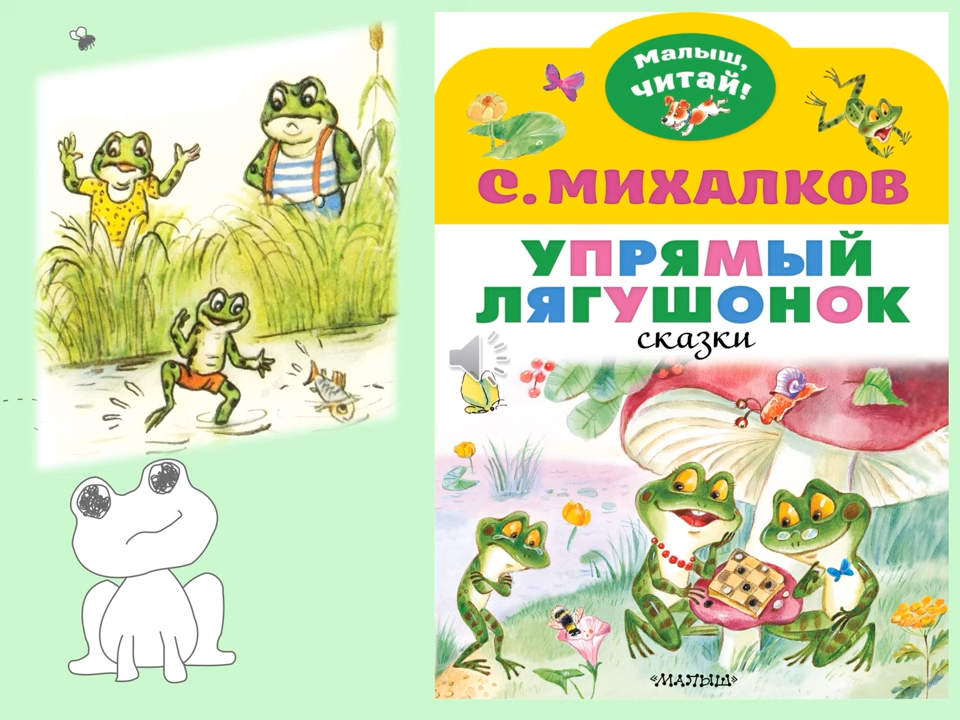 Малыш,
читай!
С. МИХАЛКОВ
УПРЯМЫЙ
ЛЯГУШОНОК
сказки
«МАЛЫШ»